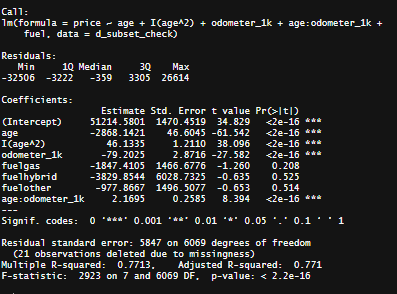 Call:
lm(formula = price ~ age + I(age^2) + odometer_1k + age:odometer_1k +
    fuel, data = d_subset_check)

Residuals:
   Min     1Q Median     3Q    Max
-32506  -3222   -359   3305  26614

Coefficients:
                  Estimate Std. Error t value Pr(>|t|)
(Intercept)     51214.5801  1470.4519  34.829   <2e-16 ***
age             -2868.1421    46.6045 -61.542   <2e-16 ***
I(age^2)           46.1335     1.2110  38.096   <2e-16 ***
odometer_1k       -79.2025     2.8716 -27.582   <2e-16 ***
fuelgas         -1847.4105  1466.6776  -1.260    0.208
fuelhybrid      -3829.8544  6028.7325  -0.635    0.525
fuelother        -977.8667  1496.5077  -0.653    0.514
age:odometer_1k     2.1695     0.2585   8.394   <2e-16 ***
---
Signif. codes:  0 '***' 0.001 '**' 0.01 '*' 0.05 '.' 0.1 ' ' 1

Residual standard error: 5847 on 6069 degrees of freedom
  (21 observations deleted due to missingness)
Multiple R-squared:  0.7713,    Adjusted R-squared:  0.771
F-statistic:  2923 on 7 and 6069 DF,  p-value: < 2.2e-16